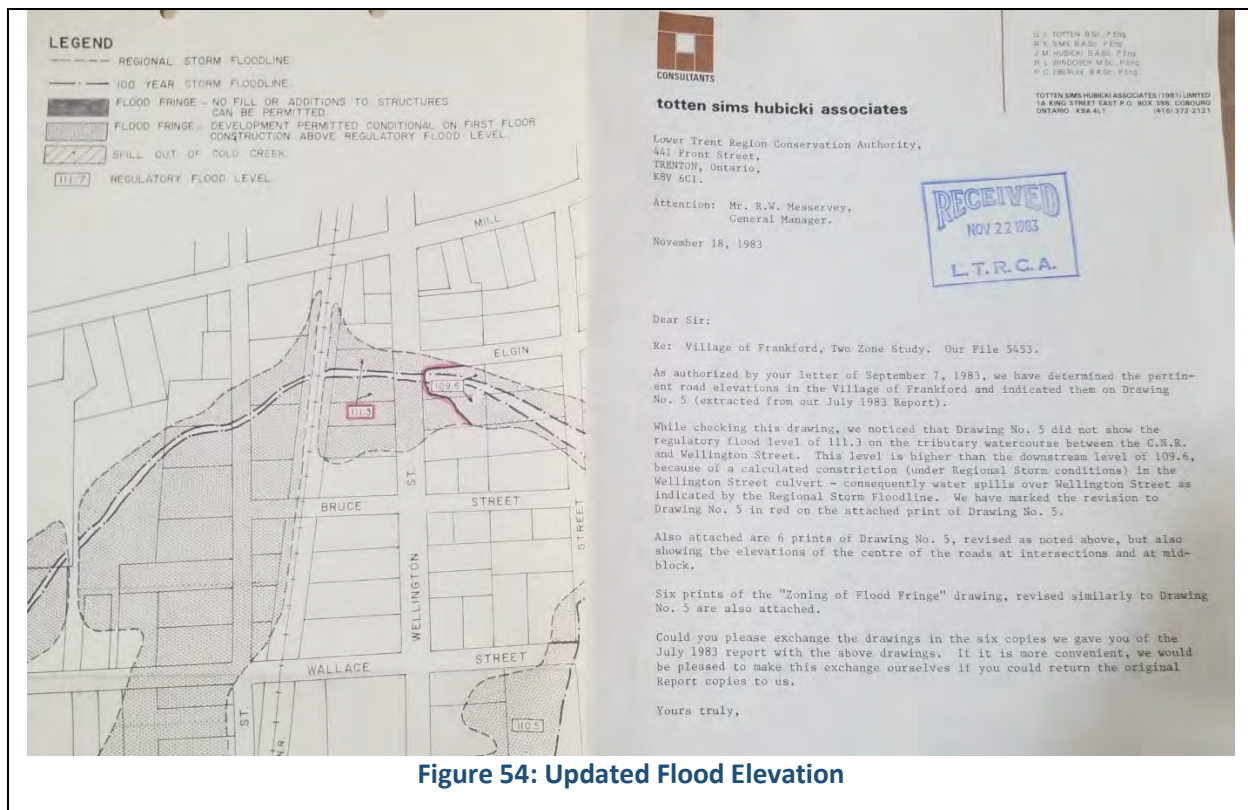 LEGEND
REGIONAL STORM FLOODLINE.
100 YEAR STORM FLOODLINE.
FLOOD FRINGE - NO FILL OR ADDITIONS TO STRUCTURES
CAN BE PERMITTED
FLOOD FRINGE - DEVELOPMENT PERMITTED CONDITIONAL ON FIRST FLOOR
CONSTRUCTION ABOVE REGULATORY FLOOD LEVEL.
SPILL OUT OF COLD CREEK.
111.7 REGULATORY FLOOD LEVEL
MILL
ELGIN
109.6
111.3
BRUCE STREET
ST.
WELLINGTON
STREET
WALLACE STREET
ST.
N.R.
110.5
CONSULTANTS
totten sims hubicki associates
G. L. TOTTEN B.Sc. P.Eng.
R. E. SIMS B.A.Sc. P.Eng.
J. M. HUBICKI B.A.Sc. P.Eng.
R. L. WINDOVER M.Sc. P.Eng.
P. C. EBERLEE B.A.Sc. P.Eng.
TOTTEN SIMS HUBICKI ASSOCIATES (1981) LIMITED
1A KING STREET EAST P.O. BOX 398, COBOURG
ONTARIO K9A 4L1 (416) 372-2121
Lower Trent Region Conservation Authority,
441 Front Street,
TRENTON, Ontario,
K8V 6C1.
Attention: Mr. R.W. Messervey,
General Manager.
November 18, 1983
RECEIVED
NOV 22 1983
L.T.R.C.A.
Dear Sir:
Re: Village of Frankford, Two Zone Study. Our File 5453.
As authorized by your letter of September 7, 1983, we have determined the pertin-
ent road elevations in the Village of Frankford and indicated them on Drawing
No. 5 (extracted from our July 1983 Report).
While checking this drawing, we noticed that Drawing No. 5 did not show the
regulatory flood level of 111.3 on the tributary watercourse between the C.N.R.
and Wellington Street. This level is higher than the downstream level of 109.6,
because of a calculated constriction (under Regional Storm conditions) in the
Wellington Street culvert - consequently water spills over Wellington Street as
indicated by the Regional Storm Floodline. We have marked the revision to
Drawing No. 5 in red on the attached print of Drawing No. 5.
Also attached are 6 prints of Drawing No. 5, revised as noted above, but also
showing the elevations of the centre of the roads at intersections and at mid-
block.
Six prints of the "Zoning of Flood Fringe" drawing, revised similarly to Drawing
No. 5 are also attached.
Could you please exchange the drawings in the six copies we gave you of the
July 1983 report with the above drawings. If it is more convenient, we would
be pleased to make this exchange ourselves if you could return the original
Report copies to us.
Yours truly,
Figure 54: Updated Flood Elevation